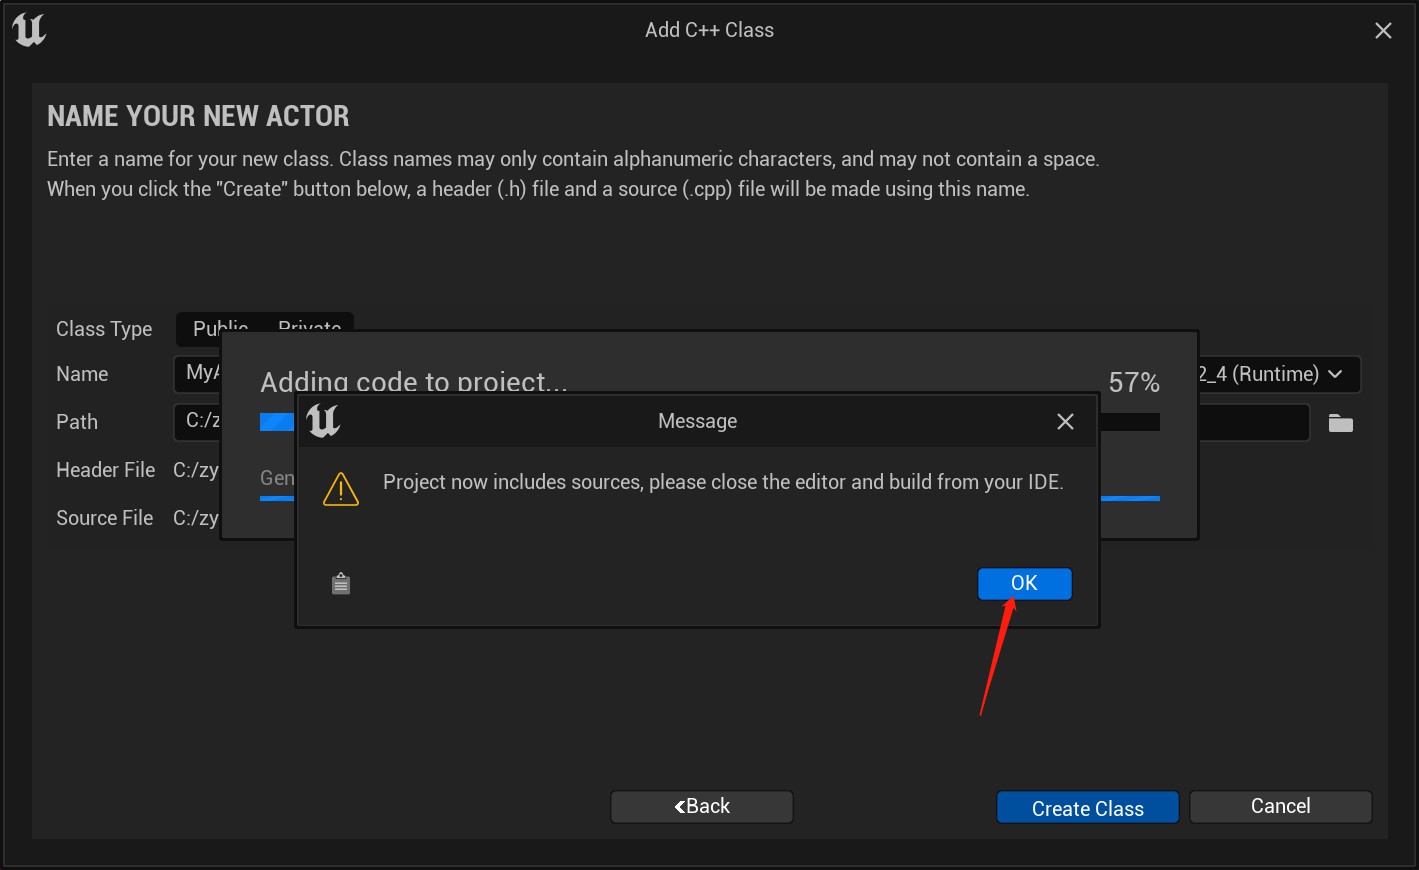 Add C++ Class
NAME YOUR NEW ACTOR
Enter a name for your new class. Class names may only contain alphanumeric characters, and may not contain a space.
When you click the "Create" button below, a header (.h) file and a source (.cpp) file will be made using this name.
Class Type Public Private
Name MyA 2_4 (Runtime)
Path C:/z
Header File C:/zy
Source File C:/zy
Adding code to project... 57%
Gen
Message
Project now includes sources, please close the editor and build from your IDE.
OK
Back
Create Class
Cancel